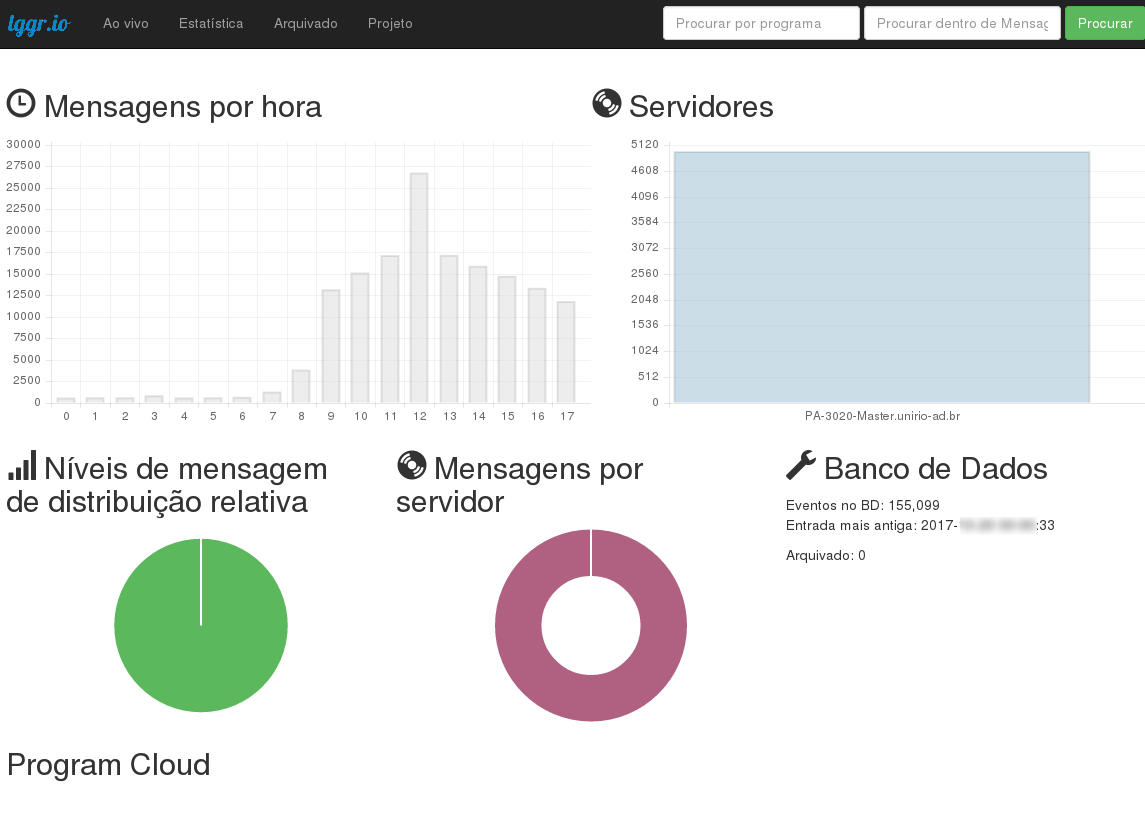 lggr.io Ao vivo Estatística Arquivado Projeto Procurar por programa Procurar dentro de Mensag Procurar
Mensagens por hora
30000
27500
25000
22500
20000
17500
15000
12500
10000
7500
5000
2500
0
0 1 2 3 4 5 6 7 8 9 10 11 12 13 14 15 16 17
Servidores
5120
4608
4096
3584
3072
2560
2048
1536
1024
512
0
PA-3020-Master.unirio-ad.br
Níveis de mensagem
de distribuição relativa
Mensagens por
servidor
Banco de Dados
Eventos no BD: 155,099
Entrada mais antiga: 2017- :33
Arquivado: 0
Program Cloud